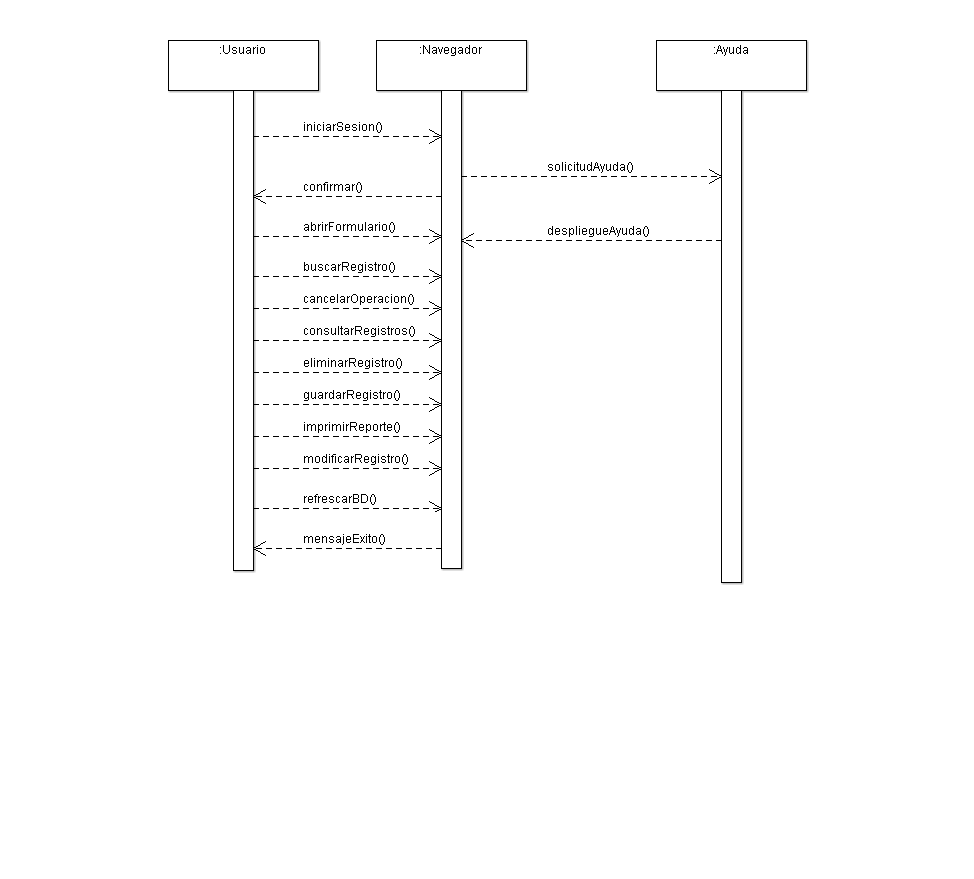 :Usuario
:Navegador
:Ayuda
iniciarSesion()
solicitudAyuda()
confirmar()
abrirFormulario()
despliegueAyuda()
buscarRegistro()
cancelarOperacion()
consultarRegistros()
eliminarRegistro()
guardarRegistro()
imprimirReporte()
modificarRegistro()
refrescarBD()
mensajeExito()